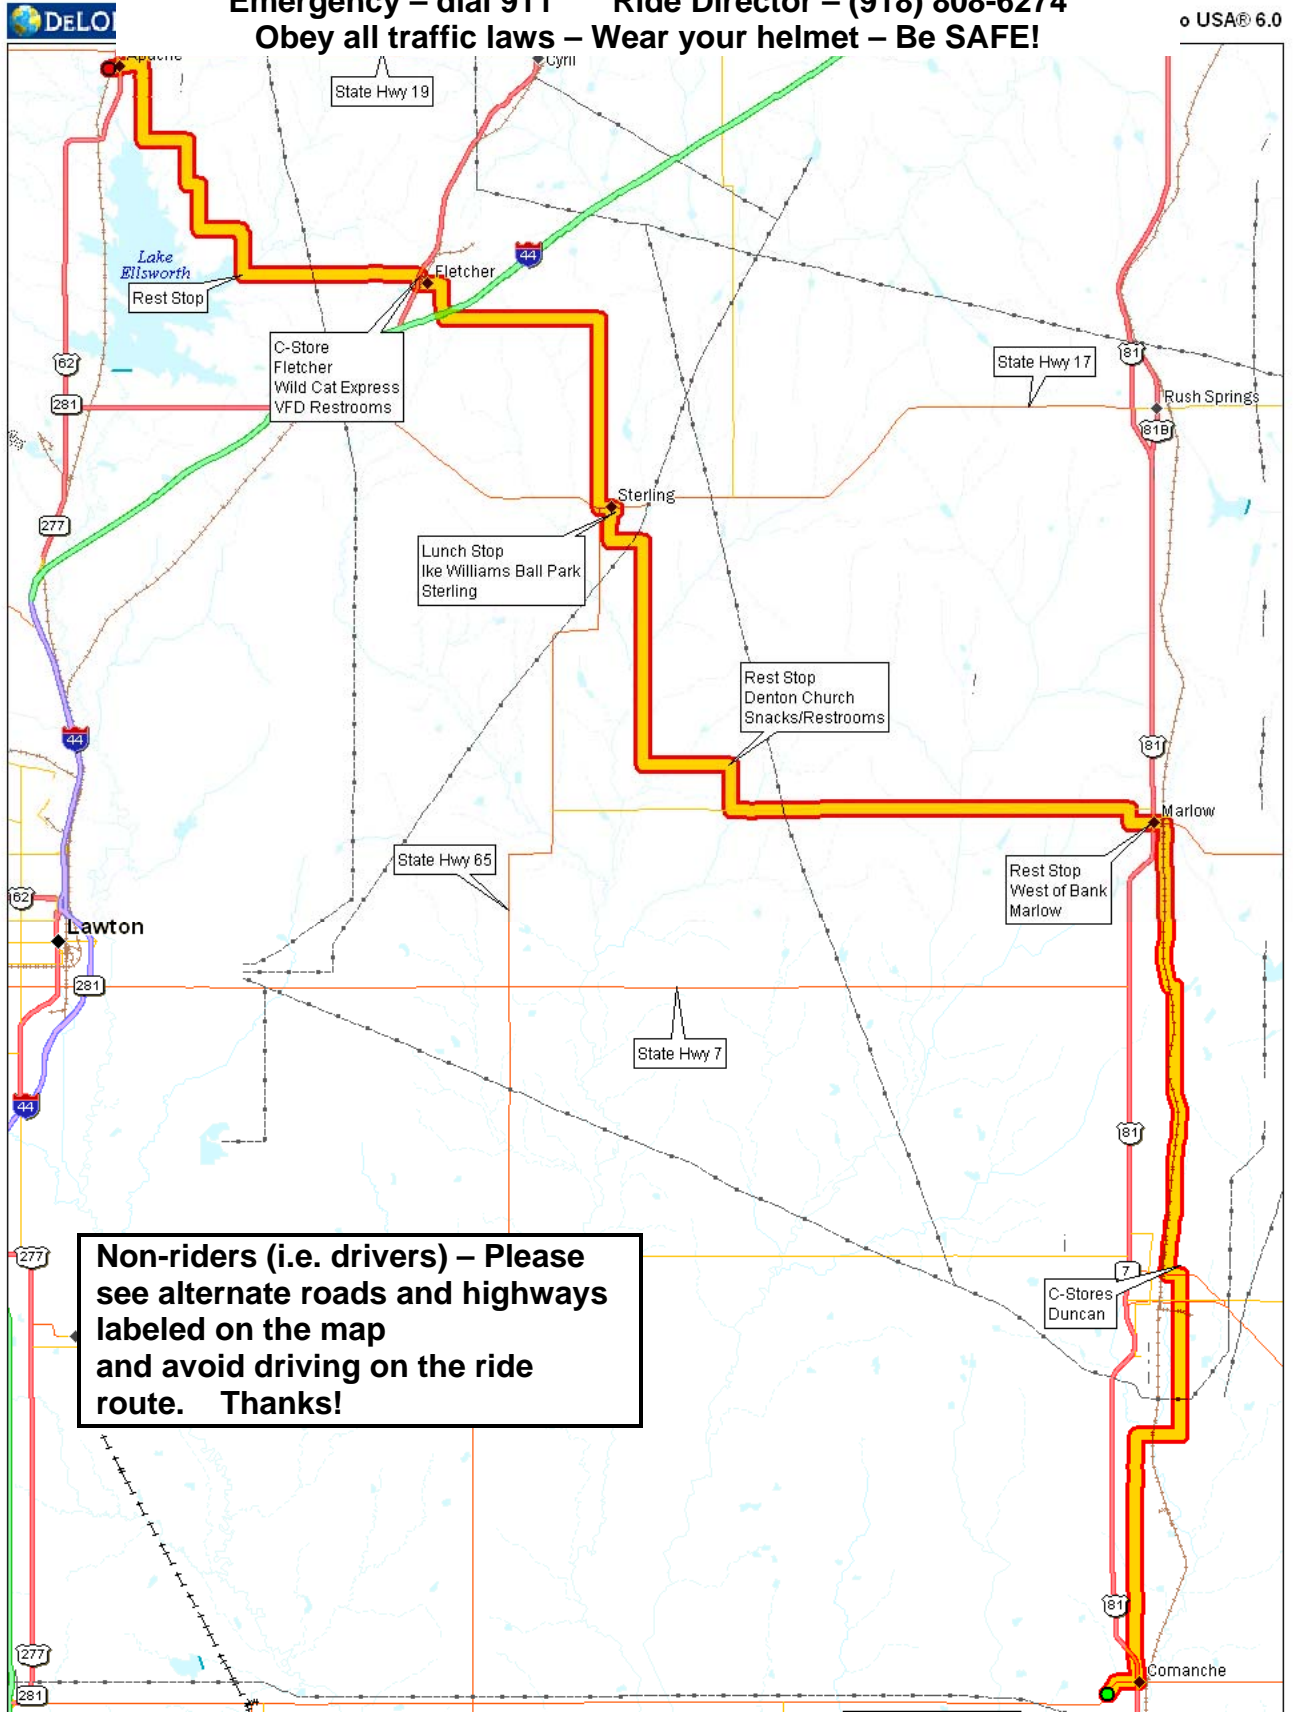 Emergency – dial 911 Ride Director – (918) 808-6274
DELO
o USA® 6.0
Obey all traffic laws – Wear your helmet – Be SAFE!
Apache
Cyril
State Hwy 19
44
Lake
Ellsworth
Fletcher
Rest Stop
C-Store
Fletcher
Wild Cat Express
VFD Restrooms
62
281
81
State Hwy 17
Rush Springs
81B
Sterling
277
Lunch Stop
Ike Williams Ball Park
Sterling
Rest Stop
Denton Church
Snacks/Restrooms
44
81
Marlow
State Hwy 65
Rest Stop
West of Bank
Marlow
62
Lawton
281
State Hwy 7
44
81
277
Non-riders (i.e. drivers) – Please
see alternate roads and highways
labeled on the map
and avoid driving on the ride
route. Thanks!
7
C-Stores
Duncan
81
277
281
Comanche